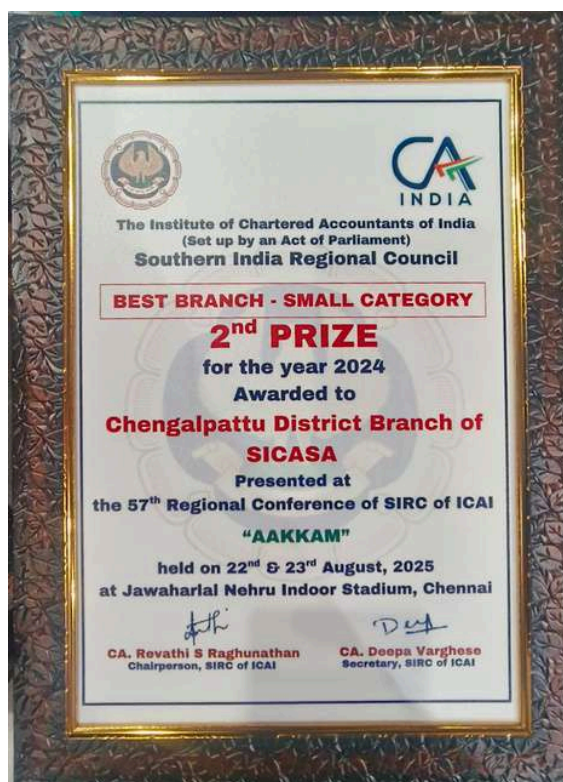 CA
INDIA
The Institute of Chartered Accountants of India
(Set up by an Act of Parliament)
Southern India Regional Council
BEST BRANCH - SMALL CATEGORY
2nd PRIZE
for the year 2024
Awarded to
Chengalpattu District Branch of
SICASA
Presented at
the 57th Regional Conference of SIRC of ICAI
“AAKKAM”
held on 22nd & 23rd August, 2025
at Jawaharlal Nehru Indoor Stadium, Chennai
CA. Revathi S Raghunathan
Chairperson, SIRC of ICAI
CA. Deepa Varghese
Secretary, SIRC of ICAI